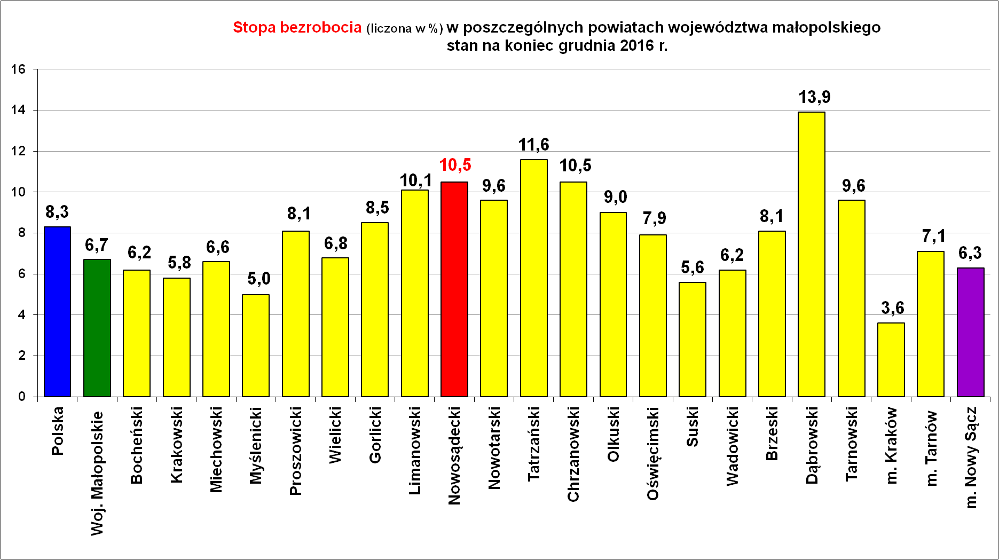 Stopa bezrobocia (liczona w %) w poszczególnych powiatach województwa małopolskiego
stan na koniec grudnia 2016 r.
16
14
12
10
8
6
4
2
0
8,3
6,7
6,2
5,8
6,6
5,0
8,1
6,8
8,5
10,1
10,5
9,6
11,6
10,5
9,0
7,9
5,6
6,2
8,1
13,9
9,6
3,6
7,1
6,3
Polska
Woj. Małopolskie
Bocheński
Krakowski
Miechowski
Myślenicki
Proszowicki
Wielicki
Gorlicki
Limanowski
Nowosądecki
Nowotarski
Tatrzański
Chrzanowski
Olkuski
Oświęcimski
Suski
Wadowicki
Brzeski
Dąbrowski
Tarnowski
m. Kraków
m. Tarnów
m. Nowy Sącz